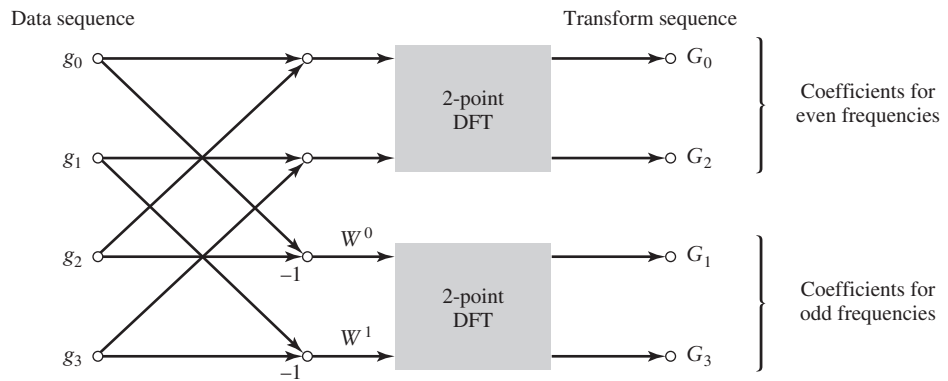 Data sequence
Transform sequence
g₀
G₀
2-point
DFT
Coefficients for
even frequencies
g₁
G₂
g₂
–1
W⁰
G₁
2-point
DFT
Coefficients for
odd frequencies
g₃
–1
W¹
G₃